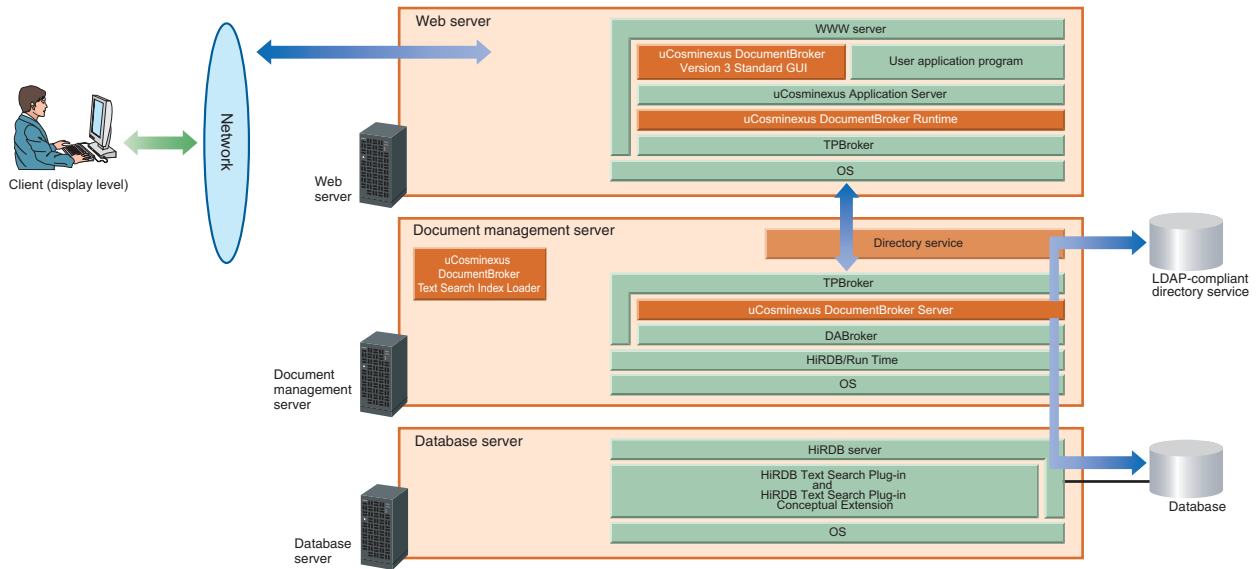 Web server
WWW server
uCosminexus DocumentBroker
Version 3 Standard GUI
User application program
uCosminexus Application Server
uCosminexus DocumentBroker Runtime
TPBroker
OS
Network
Client (display level)
Web
server
Document management server
Directory service
uCosminexus
DocumentBroker
Text Search Index Loader
TPBroker
uCosminexus DocumentBroker Server
DABroker
HiRDB/Run Time
OS
LDAP-compliant
directory service
Document
management
server
Database server
HiRDB server
HiRDB Text Search Plug-in
and
HiRDB Text Search Plug-in
Conceptual Extension
OS
Database
Database
server